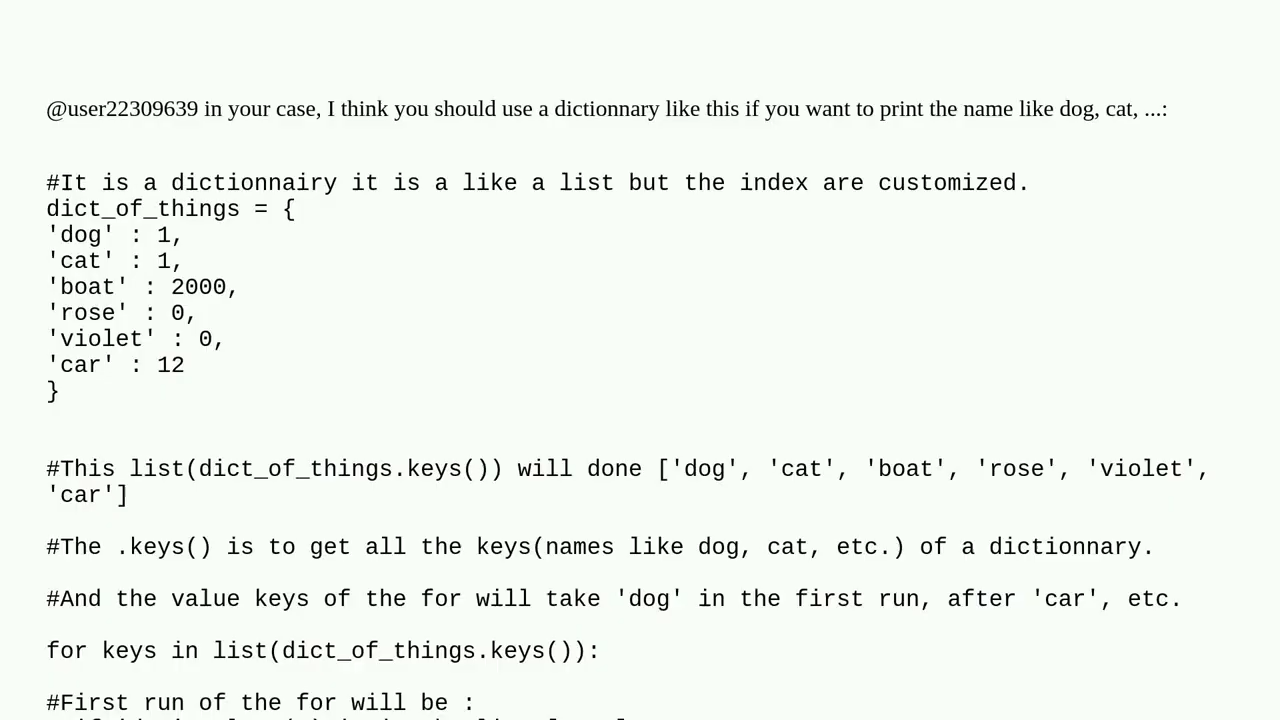 @user22309639 in your case, I think you should use a dictionnary like this if you want to print the name like dog, cat, ...:
#It is a dictionnairy it is a like a list but the index are customized.
dict_of_things = {
'dog' : 1,
'cat' : 1,
'boat' : 2000,
'rose' : 0,
'violet' : 0,
'car' : 12
}
#This list(dict_of_things.keys()) will done ['dog', 'cat', 'boat', 'rose', 'violet',
'car']
#The .keys() is to get all the keys(names like dog, cat, etc.) of a dictionnary.
#And the value keys of the for will take 'dog' in the first run, after 'car', etc.
for keys in list(dict_of_things.keys()):
#First run of the for will be :